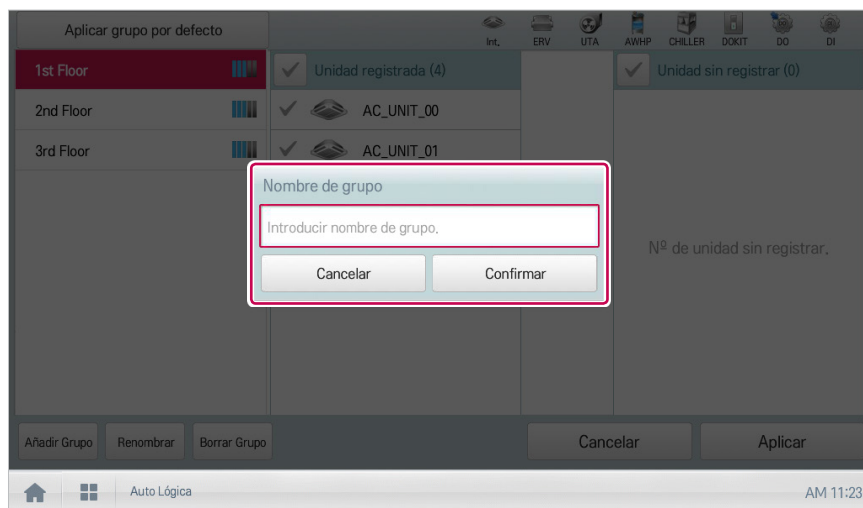 Aplicar grupo por defecto
Int.
ERV
UTA
AWHP
CHILLER
DOKIT
DO
DI
1st Floor
Unidad registrada (4)
Unidad sin registrar (0)
2nd Floor
AC_UNIT_00
3rd Floor
AC_UNIT_01
Nombre de grupo
Introducir nombre de grupo.
Cancelar
Confirmar
Nº de unidad sin registrar.
Añadir Grupo
Renombrar
Borrar Grupo
Cancelar
Aplicar
Auto Lógica
AM 11:23